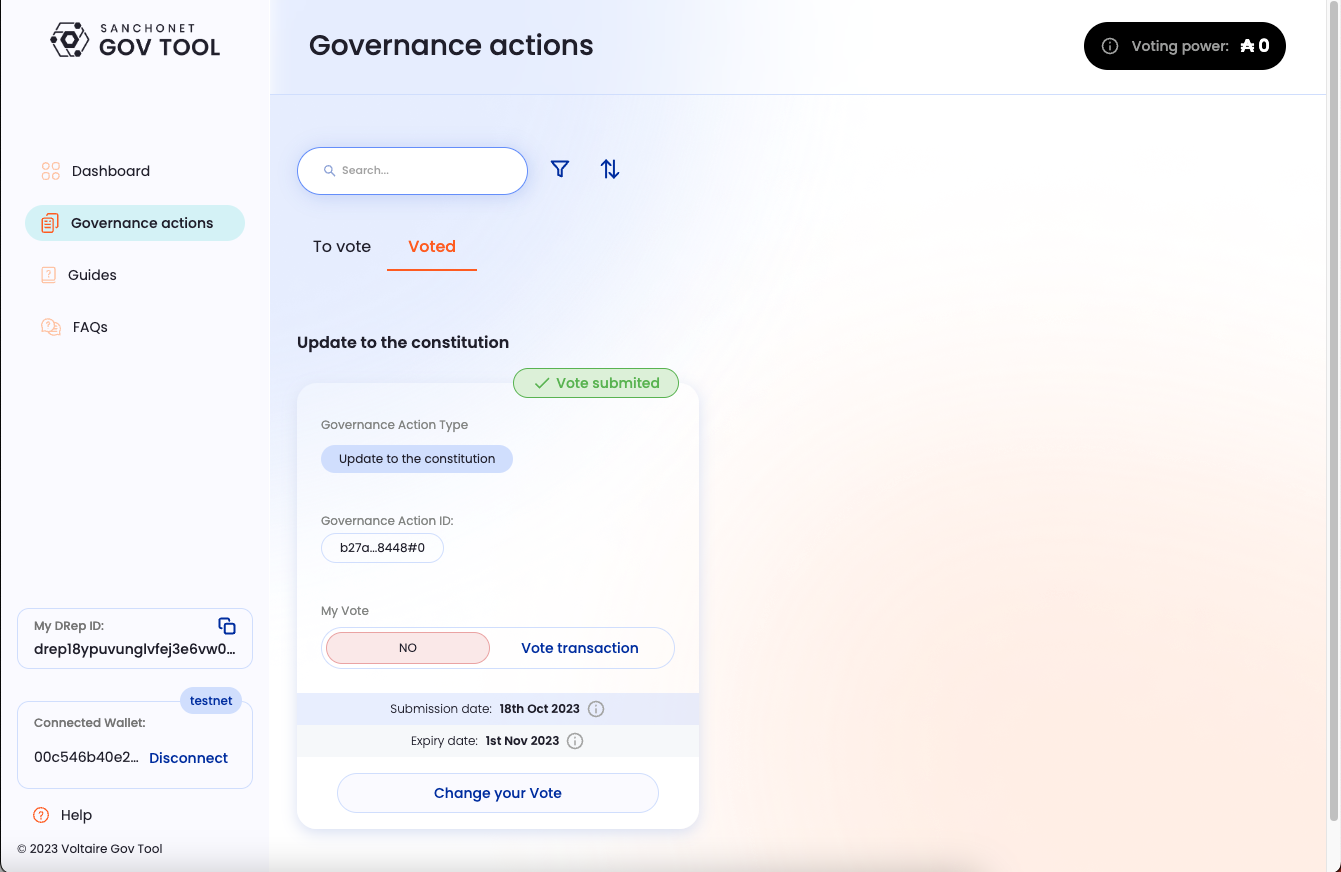 SANCHONET
GOV TOOL
Governance actions
Voting power: ₳ 0
Dashboard
Governance actions
Guides
FAQs
Search...
To vote
Voted
Update to the constitution
Vote submited
Governance Action Type
Update to the constitution
Governance Action ID:
b27a...8448#0
My Vote
NO
Vote transaction
Submission date: 18th Oct 2023
Expiry date: 1st Nov 2023
Change your Vote
My DRep ID:
drep18ypuvunglvfej3e6vw0...
testnet
Connected Wallet:
00c546b40e2... Disconnect
Help
© 2023 Voltaire Gov Tool